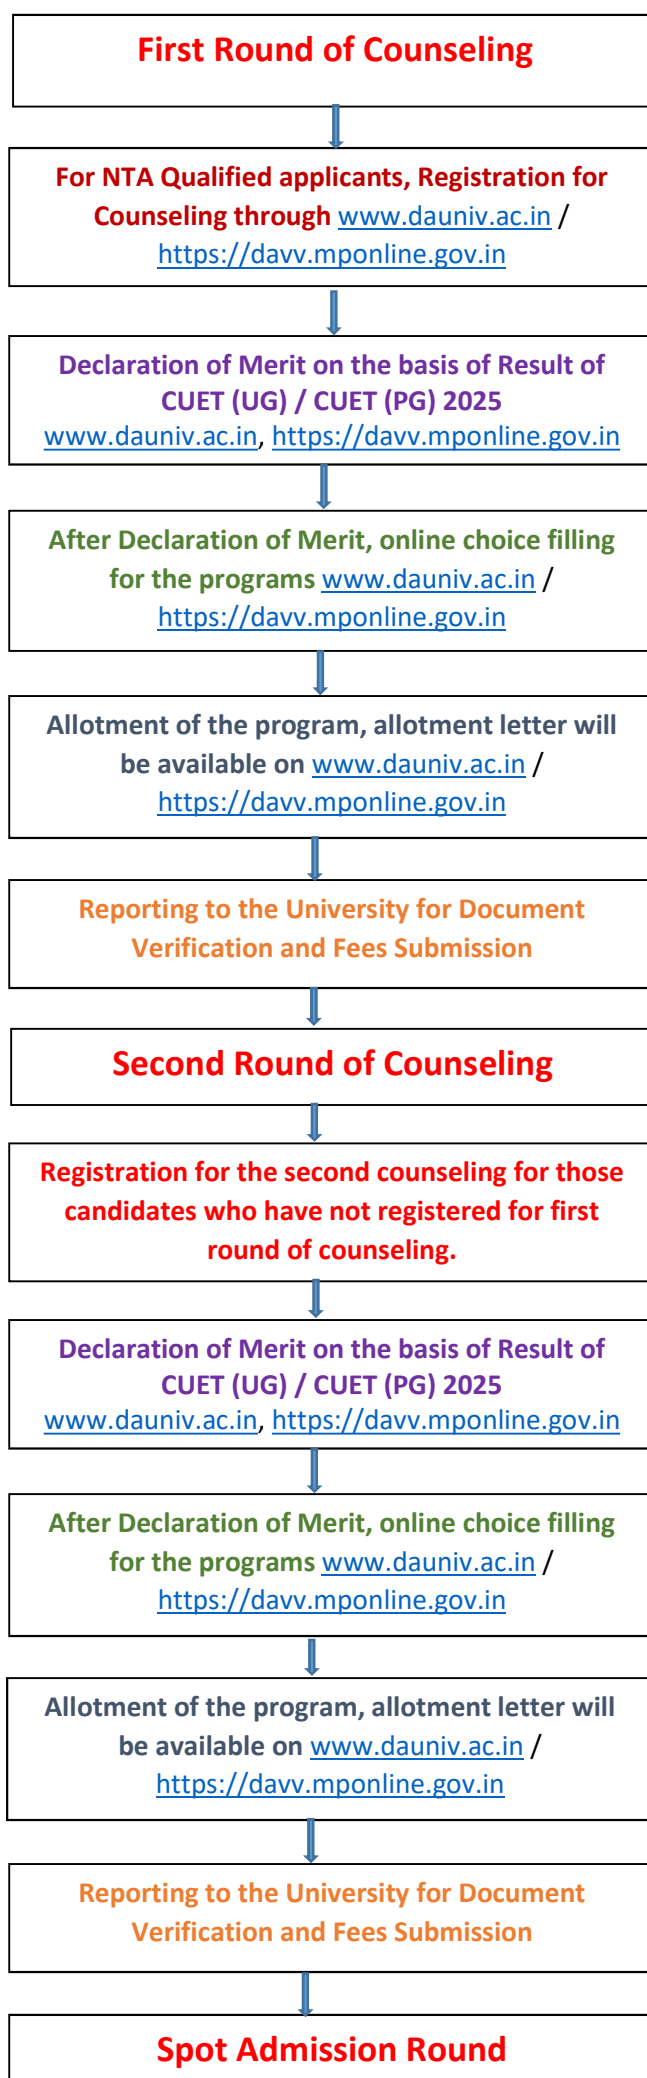 First Round of Counseling
For NTA Qualified applicants, Registration for
Counseling through www.dauniv.ac.in /
https://davv.mponline.gov.in
Declaration of Merit on the basis of Result of
CUET (UG) / CUET (PG) 2025
www.dauniv.ac.in, https://davv.mponline.gov.in
After Declaration of Merit, online choice filling
for the programs www.dauniv.ac.in /
https://davv.mponline.gov.in
Allotment of the program, allotment letter will
be available on www.dauniv.ac.in /
https://davv.mponline.gov.in
Reporting to the University for Document
Verification and Fees Submission
Second Round of Counseling
Registration for the second counseling for those
candidates who have not registered for first
round of counseling.
Declaration of Merit on the basis of Result of
CUET (UG) / CUET (PG) 2025
www.dauniv.ac.in, https://davv.mponline.gov.in
After Declaration of Merit, online choice filling
for the programs www.dauniv.ac.in /
https://davv.mponline.gov.in
Allotment of the program, allotment letter will
be available on www.dauniv.ac.in /
https://davv.mponline.gov.in
Reporting to the University for Document
Verification and Fees Submission
Spot Admission Round